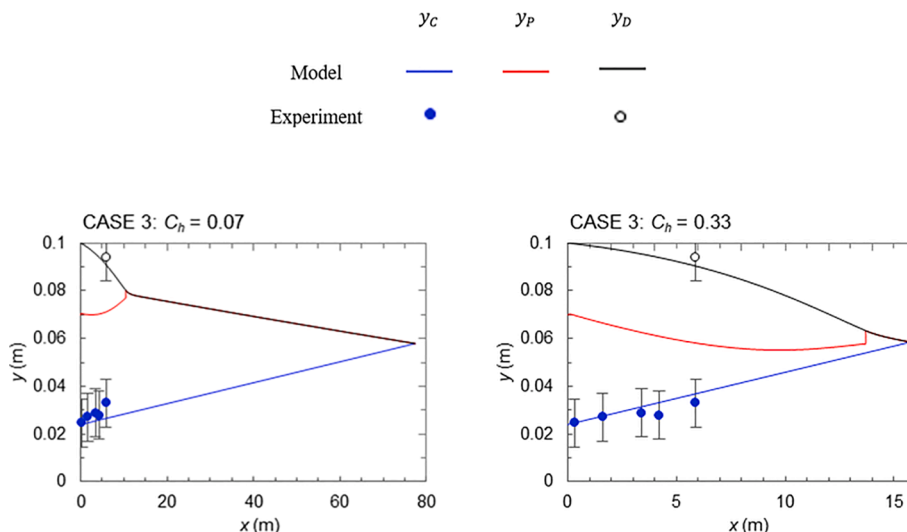 y_C y_P y_D
Model
Experiment
CASE 3: C_h = 0.07
0.1
0.08
0.06
0.04
0.02
0
y (m)
0 20 40 60 80
x (m)
CASE 3: C_h = 0.33
0.1
0.08
0.06
0.04
0.02
0
y (m)
0 5 10 15
x (m)